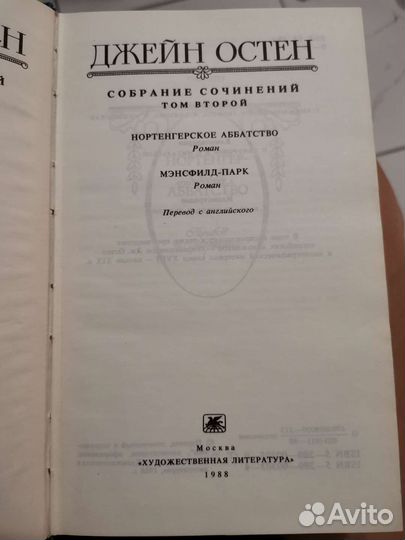 ЕН
Й
ДЖЕЙН ОСТЕН
СОБРАНИЕ СОЧИНЕНИЙ
ТОМ ВТОРОЙ
НОРТЕНГЕРСКОЕ АББАТСТВО
Роман
МЭНСФИЛД-ПАРК
Роман
Перевод с английского
Москва
«ХУДОЖЕСТВЕННАЯ ЛИТЕРАТУРА»
1988
Avito